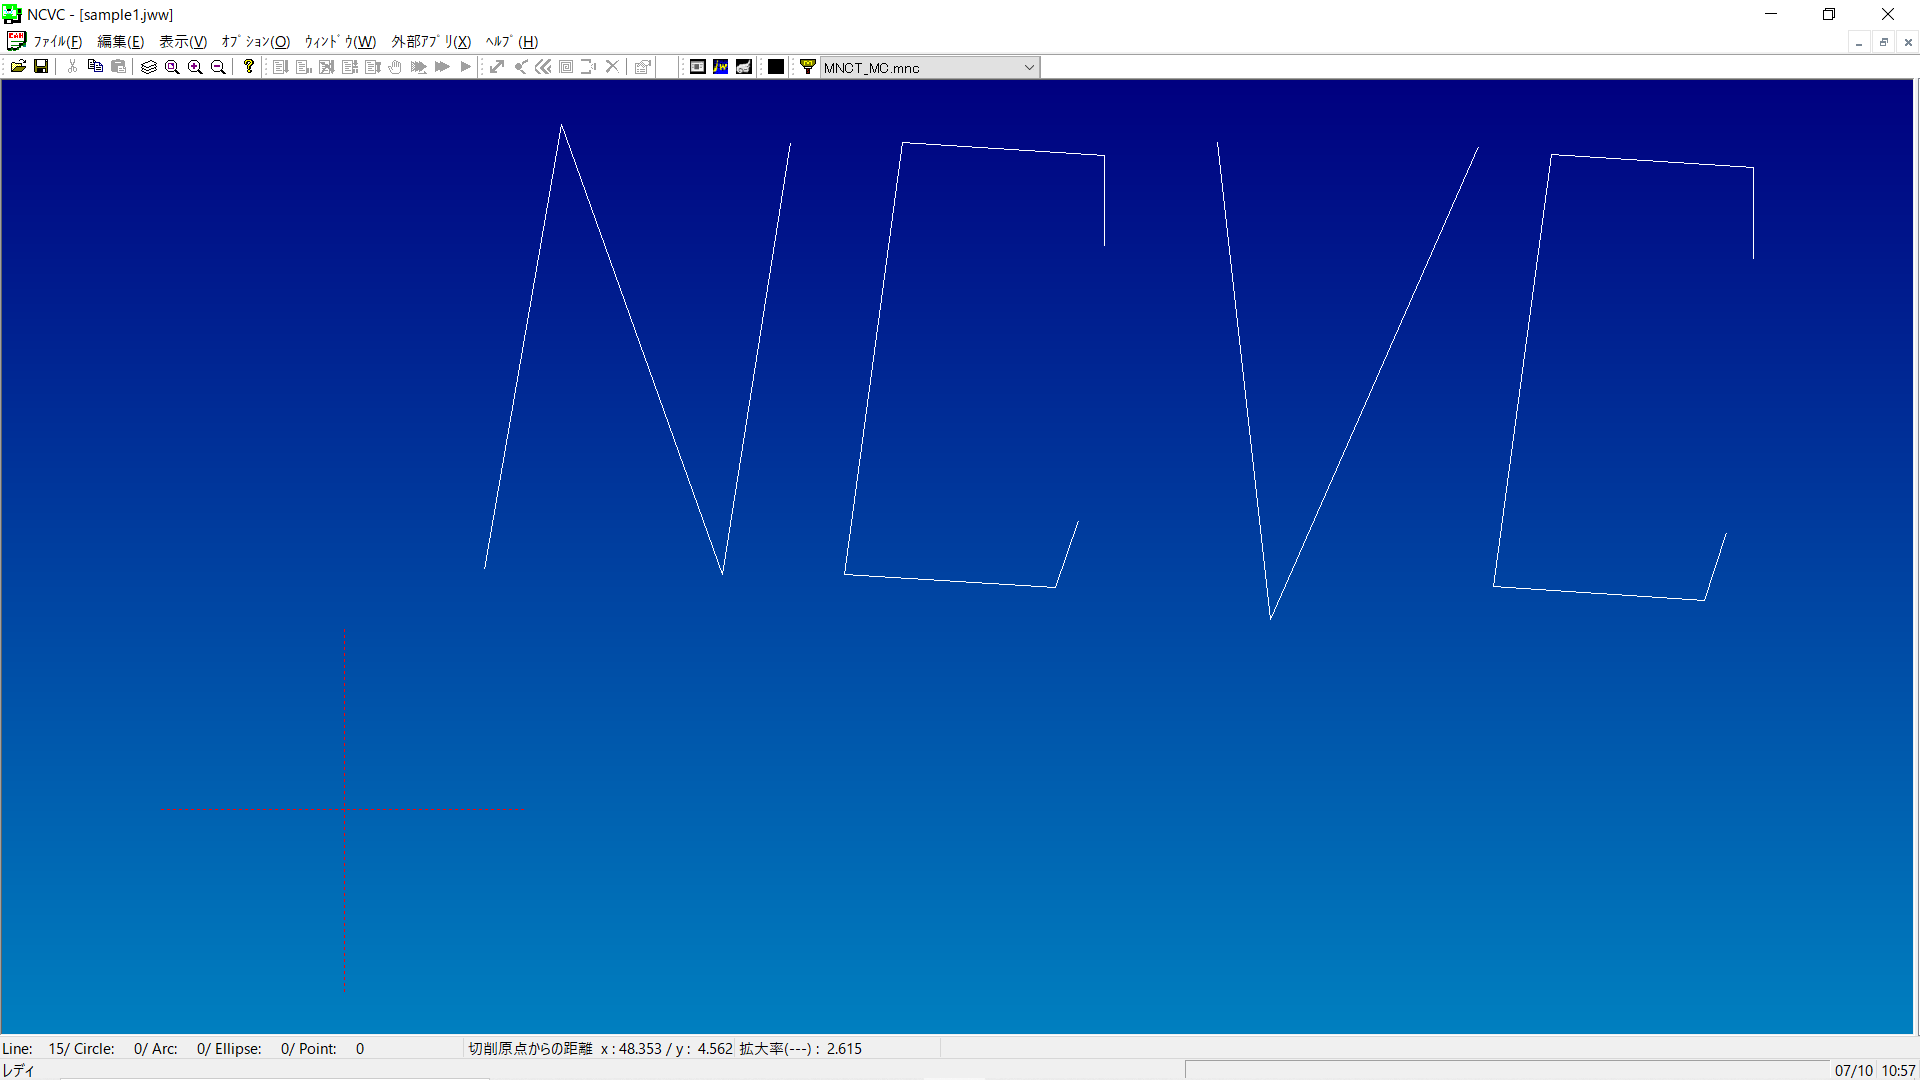 NCVC - [sample1.jww]
ﾌｧｲﾙ(F) 編集(E) 表示(V) ｵﾌﾟｼｮﾝ(O) ｳｨﾝﾄﾞｳ(W) 外部ｱﾌﾟﾘ(X) ﾍﾙﾌﾟ(H)
MNCT_MC.mnc
NCVC
Line: 15/ Circle: 0/ Arc: 0/ Ellipse: 0/ Point: 0 切削原点からの距離 x : 48.353 / y : 4.562 拡大率(---) : 2.615
レディ 07/10 10:57